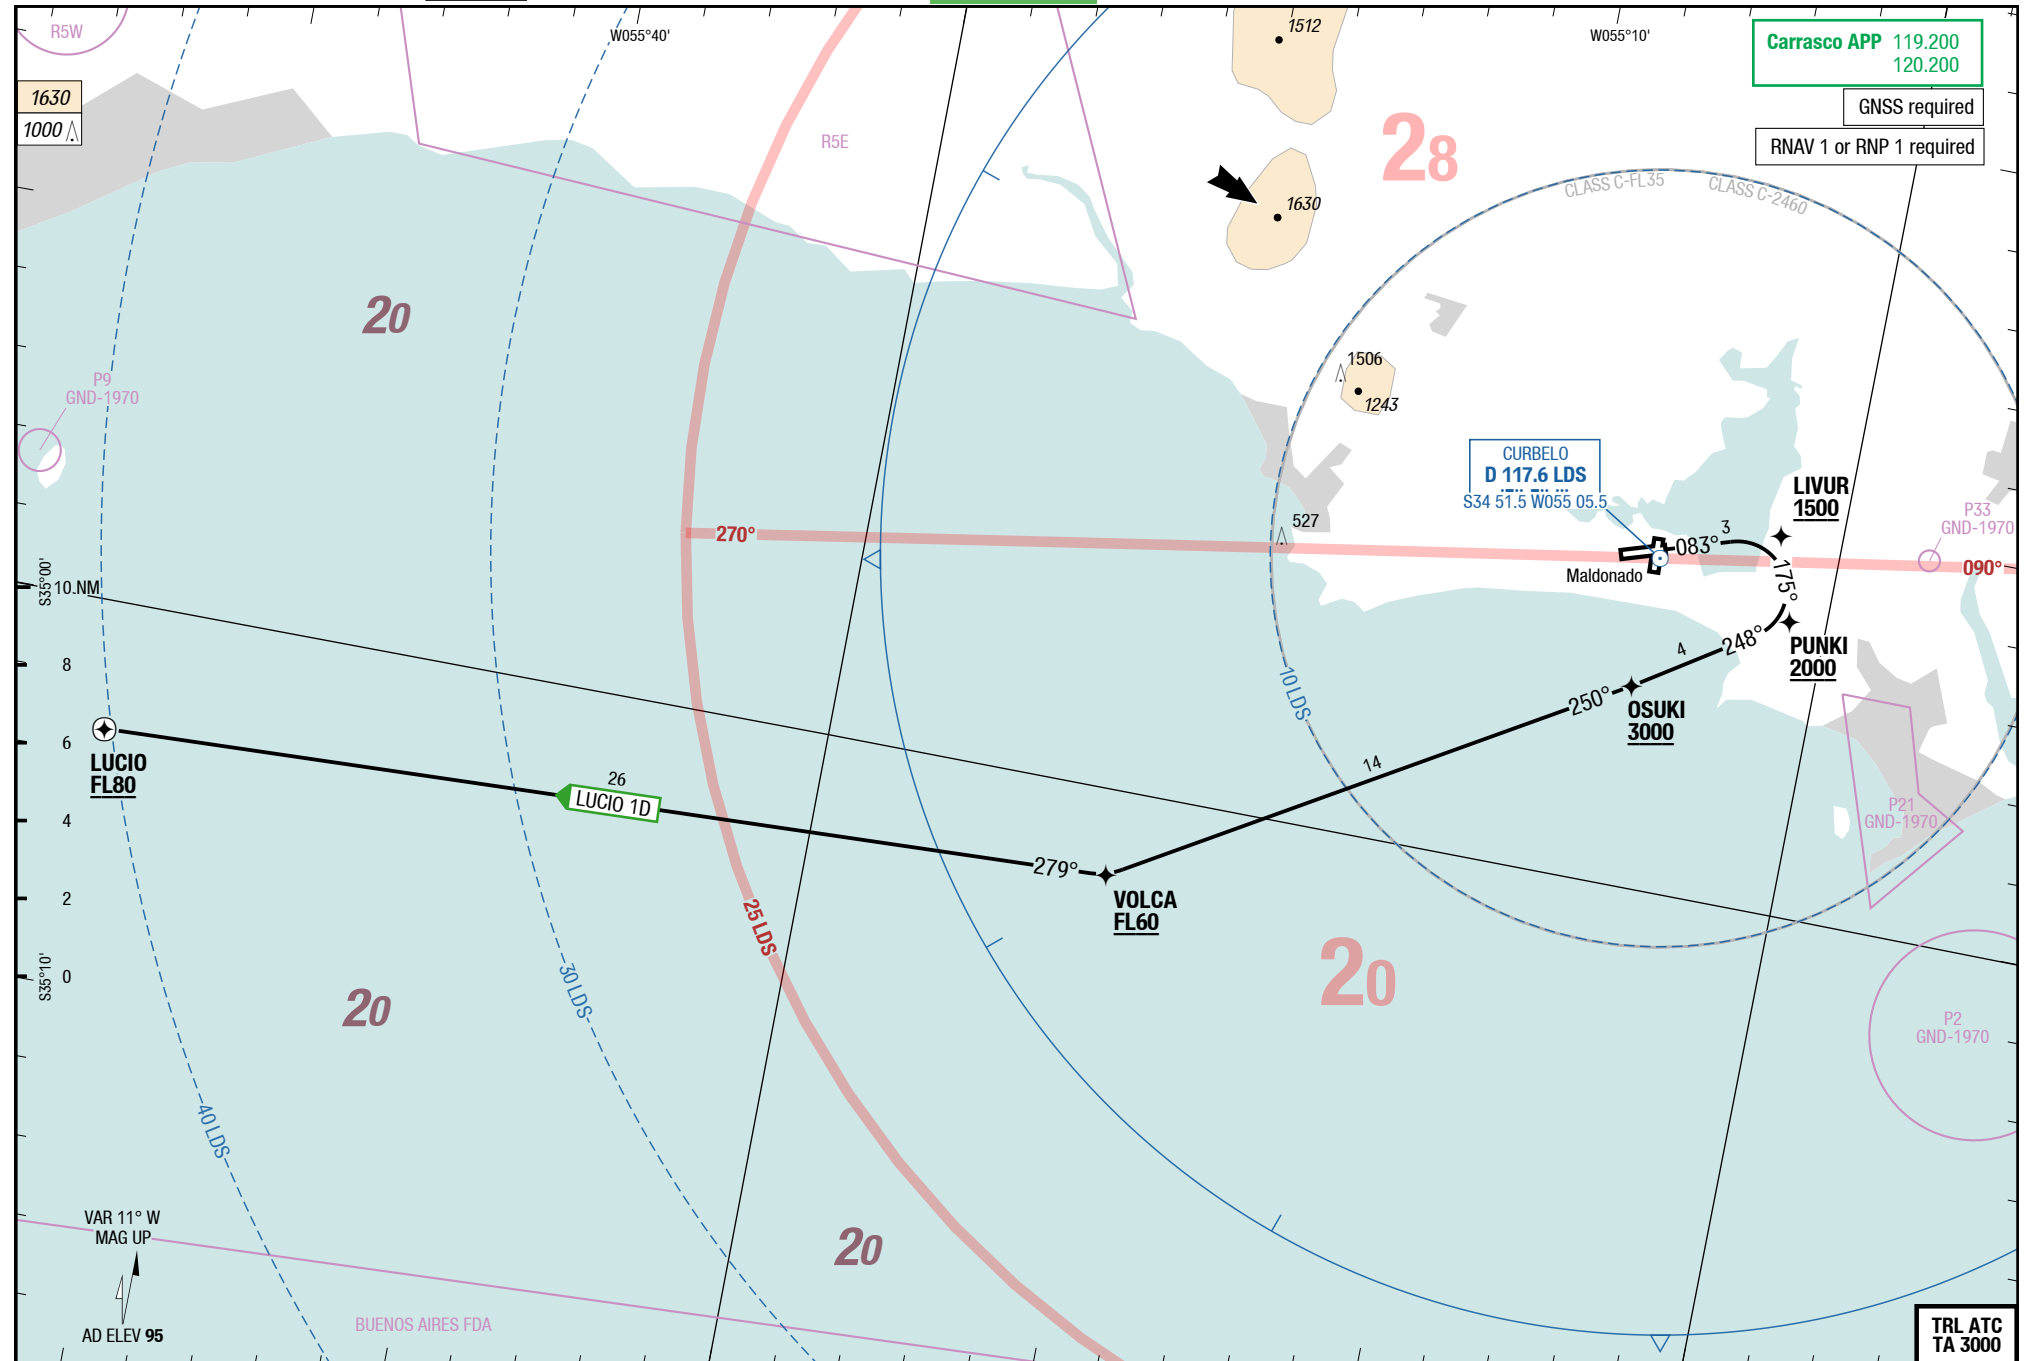 R5W
W055°40'
1512
W055°10'
Carrasco APP 119.200
120.200
1630
1000
GNSS required
RNAV 1 or RNP 1 required
R5E
28
CLASS C-FL35
CLASS C-2460
1630
20
1506
1243
P9
GND-1970
CURBELO
D 117.6 LDS
S34 51.5 W055 05.5
LIVUR
1500
527
P33
GND-1970
270°
3
083°
090°
Maldonado
175°
S35°00'
10 NM
4
248°
PUNKI
2000
8
10 LDS
250°
OSUKI
3000
6
LUCIO
FL80
26
LUCIO 1D
14
4
P21
GND-1970
279°
VOLCA
FL60
2
25 LDS
20
S35°10'
0
30 LDS
20
P2
GND-1970
40 LDS
VAR 11° W
MAG UP
20
AD ELEV 95
BUENOS AIRES FDA
TRL ATC
TA 3000